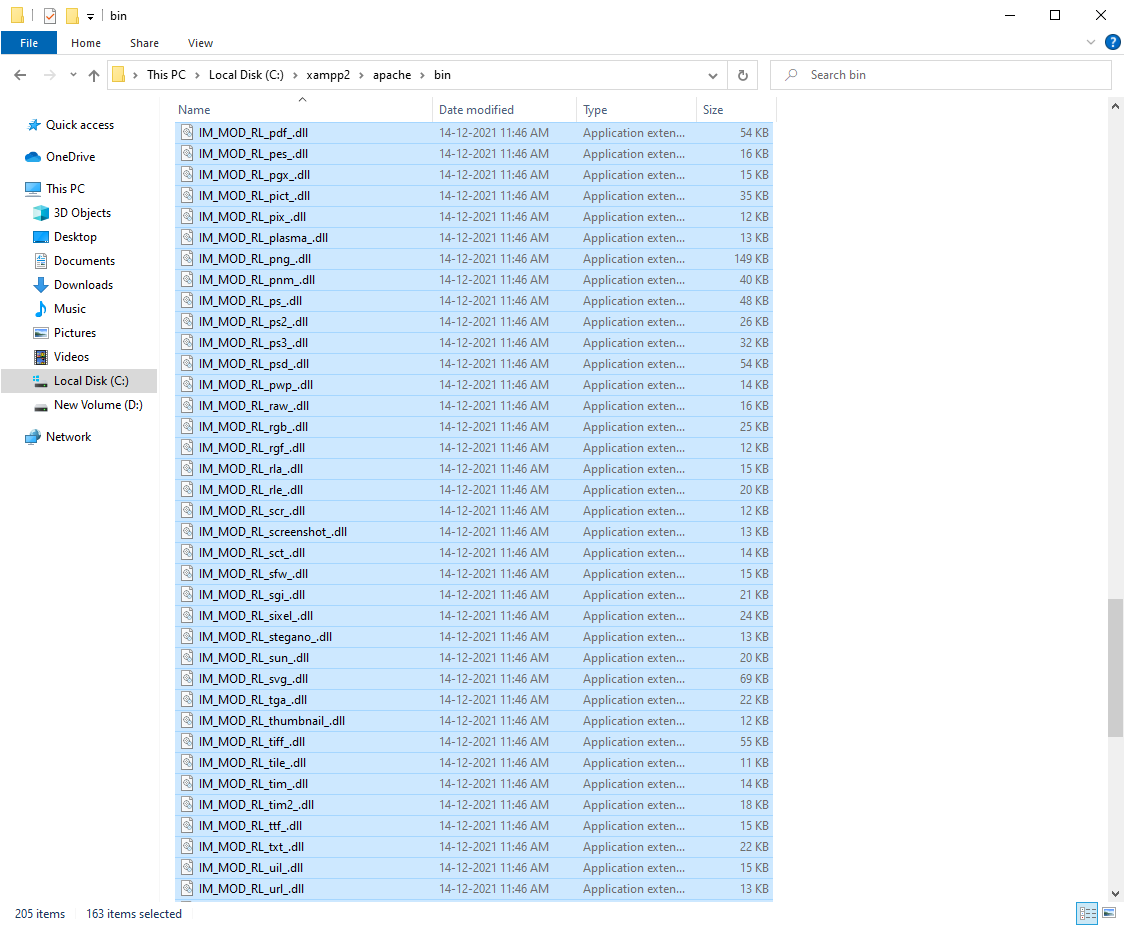 bin
File Home Share View
This PC Local Disk (C:) xampp2 apache bin Search bin
Quick access
OneDrive
This PC
3D Objects
Desktop
Documents
Downloads
Music
Pictures
Videos
Local Disk (C:)
New Volume (D:)
Network
Name Date modified Type Size
IM_MOD_RL_pdf_.dll 14-12-2021 11:46 AM Application exten... 54 KB
IM_MOD_RL_pes_.dll 14-12-2021 11:46 AM Application exten... 16 KB
IM_MOD_RL_pgx_.dll 14-12-2021 11:46 AM Application exten... 15 KB
IM_MOD_RL_pict_.dll 14-12-2021 11:46 AM Application exten... 35 KB
IM_MOD_RL_pix_.dll 14-12-2021 11:46 AM Application exten... 12 KB
IM_MOD_RL_plasma_.dll 14-12-2021 11:46 AM Application exten... 13 KB
IM_MOD_RL_png_.dll 14-12-2021 11:46 AM Application exten... 149 KB
IM_MOD_RL_pnm_.dll 14-12-2021 11:46 AM Application exten... 40 KB
IM_MOD_RL_ps_.dll 14-12-2021 11:46 AM Application exten... 48 KB
IM_MOD_RL_ps2_.dll 14-12-2021 11:46 AM Application exten... 26 KB
IM_MOD_RL_ps3_.dll 14-12-2021 11:46 AM Application exten... 32 KB
IM_MOD_RL_psd_.dll 14-12-2021 11:46 AM Application exten... 54 KB
IM_MOD_RL_pwp_.dll 14-12-2021 11:46 AM Application exten... 14 KB
IM_MOD_RL_raw_.dll 14-12-2021 11:46 AM Application exten... 16 KB
IM_MOD_RL_rgb_.dll 14-12-2021 11:46 AM Application exten... 25 KB
IM_MOD_RL_rgf_.dll 14-12-2021 11:46 AM Application exten... 12 KB
IM_MOD_RL_rla_.dll 14-12-2021 11:46 AM Application exten... 15 KB
IM_MOD_RL_rle_.dll 14-12-2021 11:46 AM Application exten... 20 KB
IM_MOD_RL_scr_.dll 14-12-2021 11:46 AM Application exten... 12 KB
IM_MOD_RL_screenshot_.dll 14-12-2021 11:46 AM Application exten... 13 KB
IM_MOD_RL_sct_.dll 14-12-2021 11:46 AM Application exten... 14 KB
IM_MOD_RL_sfw_.dll 14-12-2021 11:46 AM Application exten... 15 KB
IM_MOD_RL_sgi_.dll 14-12-2021 11:46 AM Application exten... 21 KB
IM_MOD_RL_sixel_.dll 14-12-2021 11:46 AM Application exten... 24 KB
IM_MOD_RL_stegano_.dll 14-12-2021 11:46 AM Application exten... 13 KB
IM_MOD_RL_sun_.dll 14-12-2021 11:46 AM Application exten... 20 KB
IM_MOD_RL_svg_.dll 14-12-2021 11:46 AM Application exten... 69 KB
IM_MOD_RL_tga_.dll 14-12-2021 11:46 AM Application exten... 22 KB
IM_MOD_RL_thumbnail_.dll 14-12-2021 11:46 AM Application exten... 12 KB
IM_MOD_RL_tiff_.dll 14-12-2021 11:46 AM Application exten... 55 KB
IM_MOD_RL_tile_.dll 14-12-2021 11:46 AM Application exten... 11 KB
IM_MOD_RL_tim_.dll 14-12-2021 11:46 AM Application exten... 14 KB
IM_MOD_RL_tim2_.dll 14-12-2021 11:46 AM Application exten... 18 KB
IM_MOD_RL_ttf_.dll 14-12-2021 11:46 AM Application exten... 15 KB
IM_MOD_RL_txt_.dll 14-12-2021 11:46 AM Application exten... 22 KB
IM_MOD_RL_uil_.dll 14-12-2021 11:46 AM Application exten... 15 KB
IM_MOD_RL_url_.dll 14-12-2021 11:46 AM Application exten... 13 KB
205 items 163 items selected